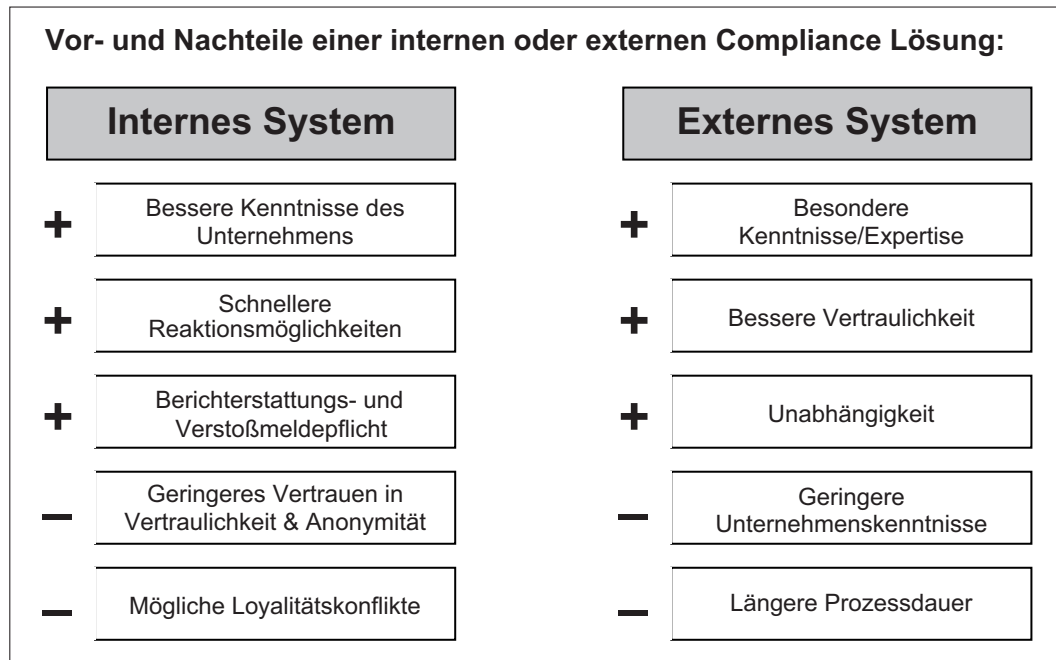 Vor- und Nachteile einer internen oder externen Compliance Lösung:
Internes System
+
Bessere Kenntnisse des
Unternehmens
+
Schnellere
Reaktionsmöglichkeiten
+
Berichterstattungs- und
Verstoßmeldepflicht
–
Geringeres Vertrauen in
Vertraulichkeit & Anonymität
–
Mögliche Loyalitätskonflikte
Externes System
+
Besondere
Kenntnisse/Expertise
+
Bessere Vertraulichkeit
+
Unabhängigkeit
–
Geringere
Unternehmenskenntnisse
–
Längere Prozessdauer